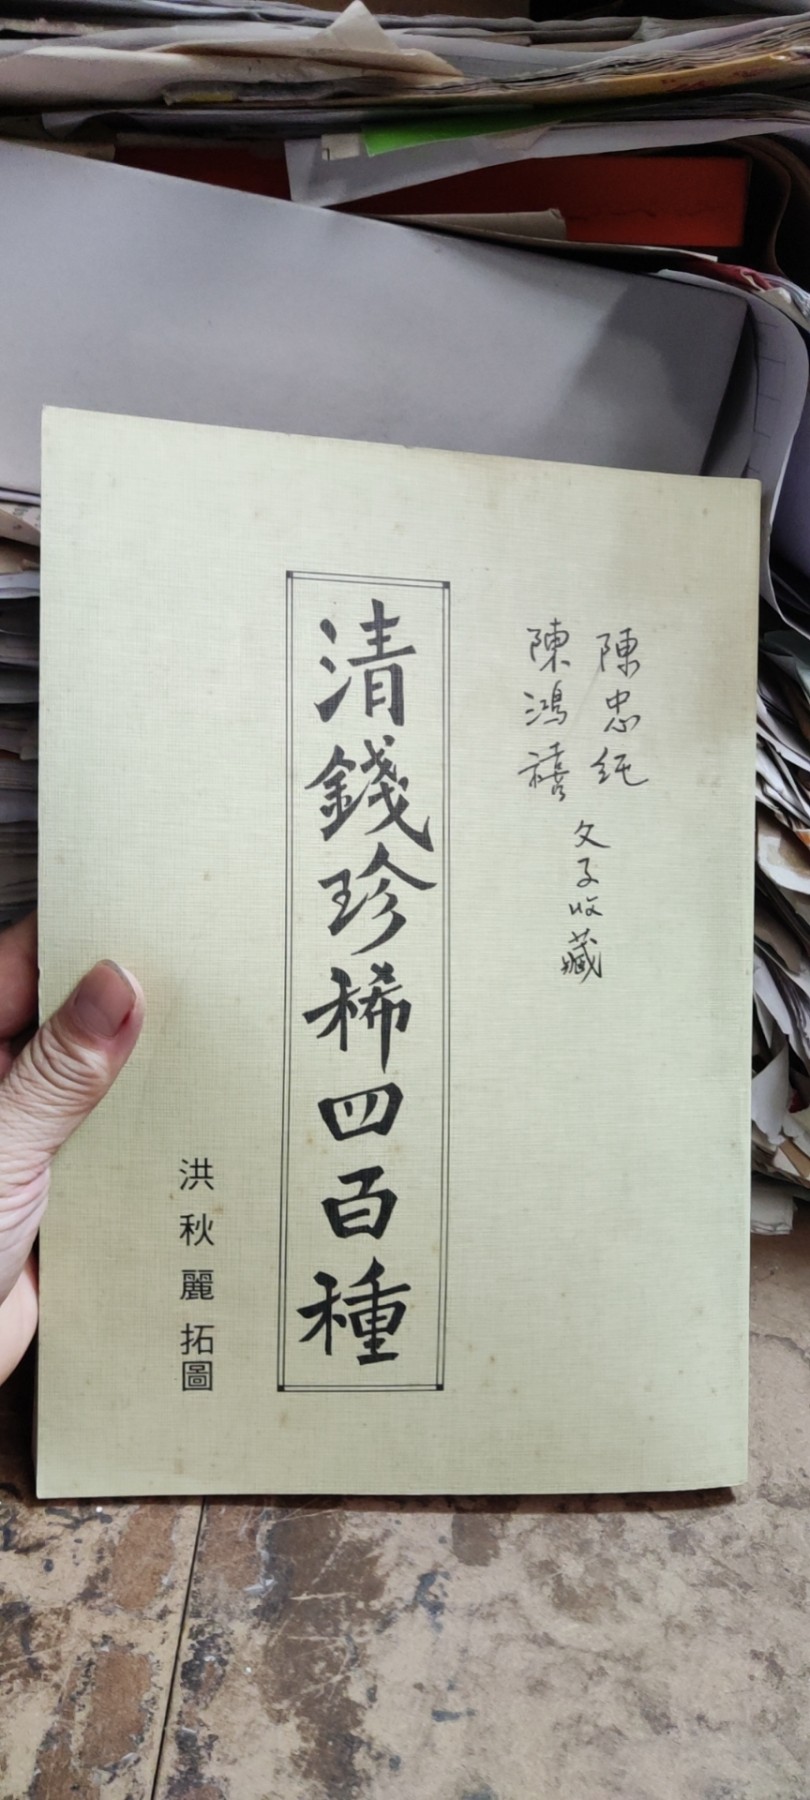 陳忠純
陳鴻禧
父子收藏
清錢珍稀四百種
洪秋麗拓圖